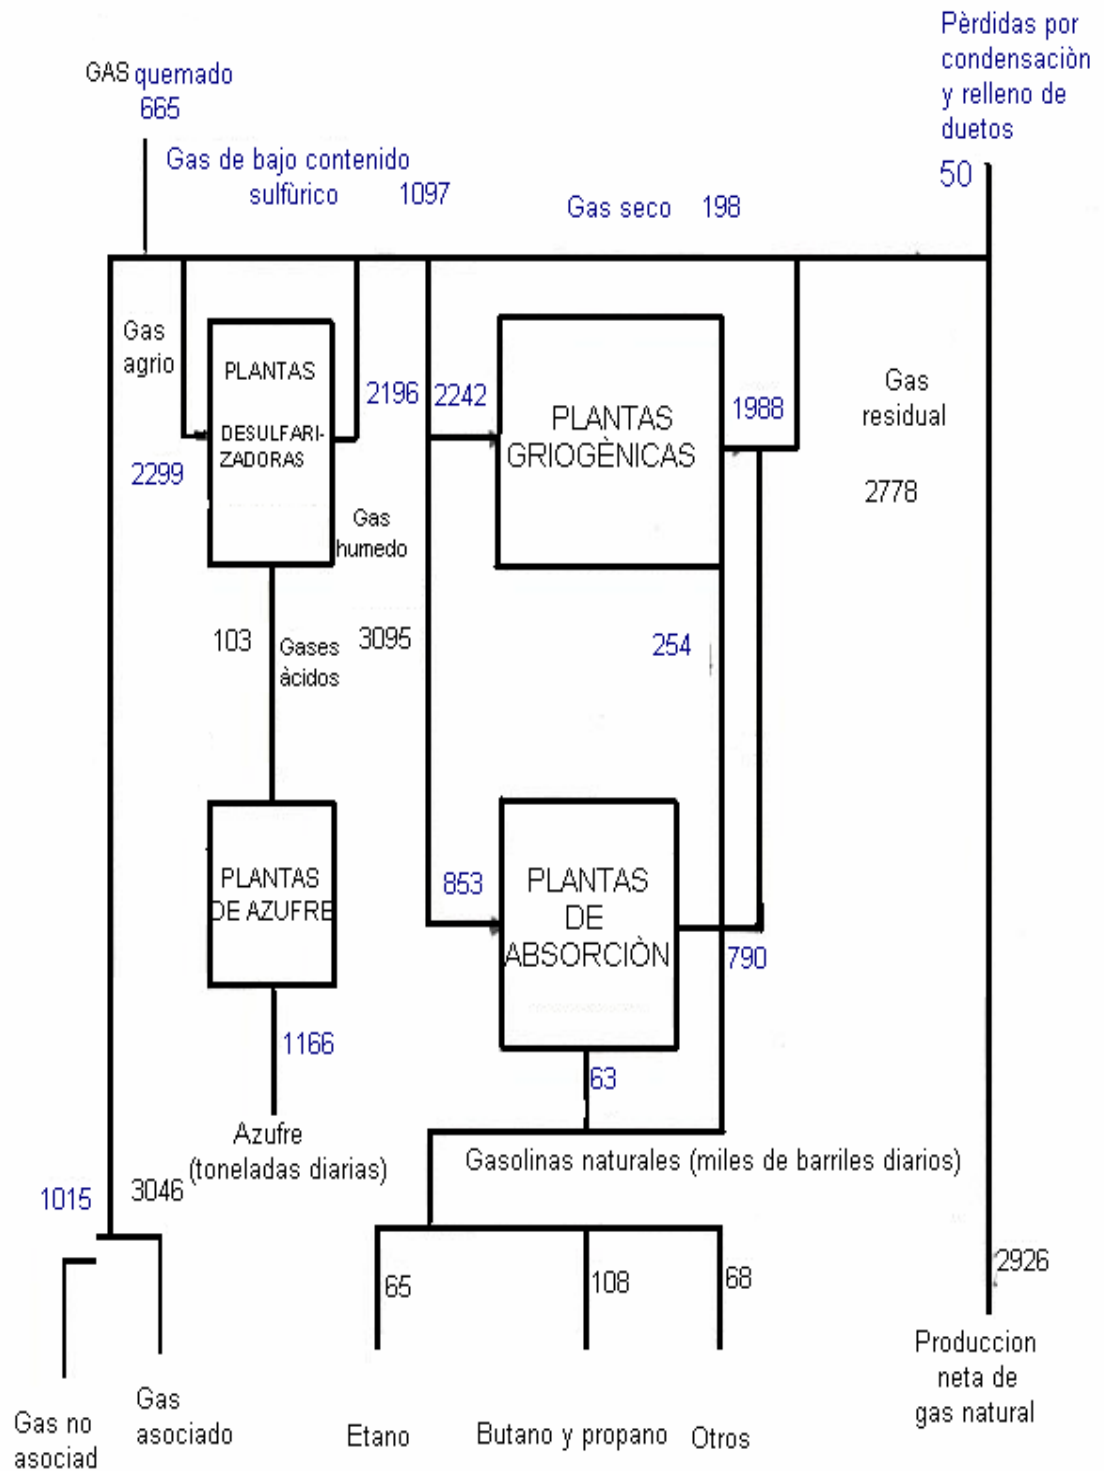 Pèrdidas por
condensaciòn
y relleno de
duetos
50
GAS quemado
665
Gas de bajo contenido
sulfùrico 1097
Gas seco 198
Gas
agrio
2299
PLANTAS
DESULFARI-
ZADORAS
2196
2242
PLANTAS
GRIOGÈNICAS
1988
Gas
residual
2778
Gas
humedo
3095
103
Gases
àcidos
254
PLANTAS
DE AZUFRE
853
PLANTAS
DE
ABSORCIÒN
790
1166
63
Azufre
(toneladas diarias)
Gasolinas naturales (miles de barriles diarios)
1015
3046
65
108
68
2926
Produccion
neta de
gas natural
Gas no
asociad
Gas
asociado
Etano
Butano y propano
Otros